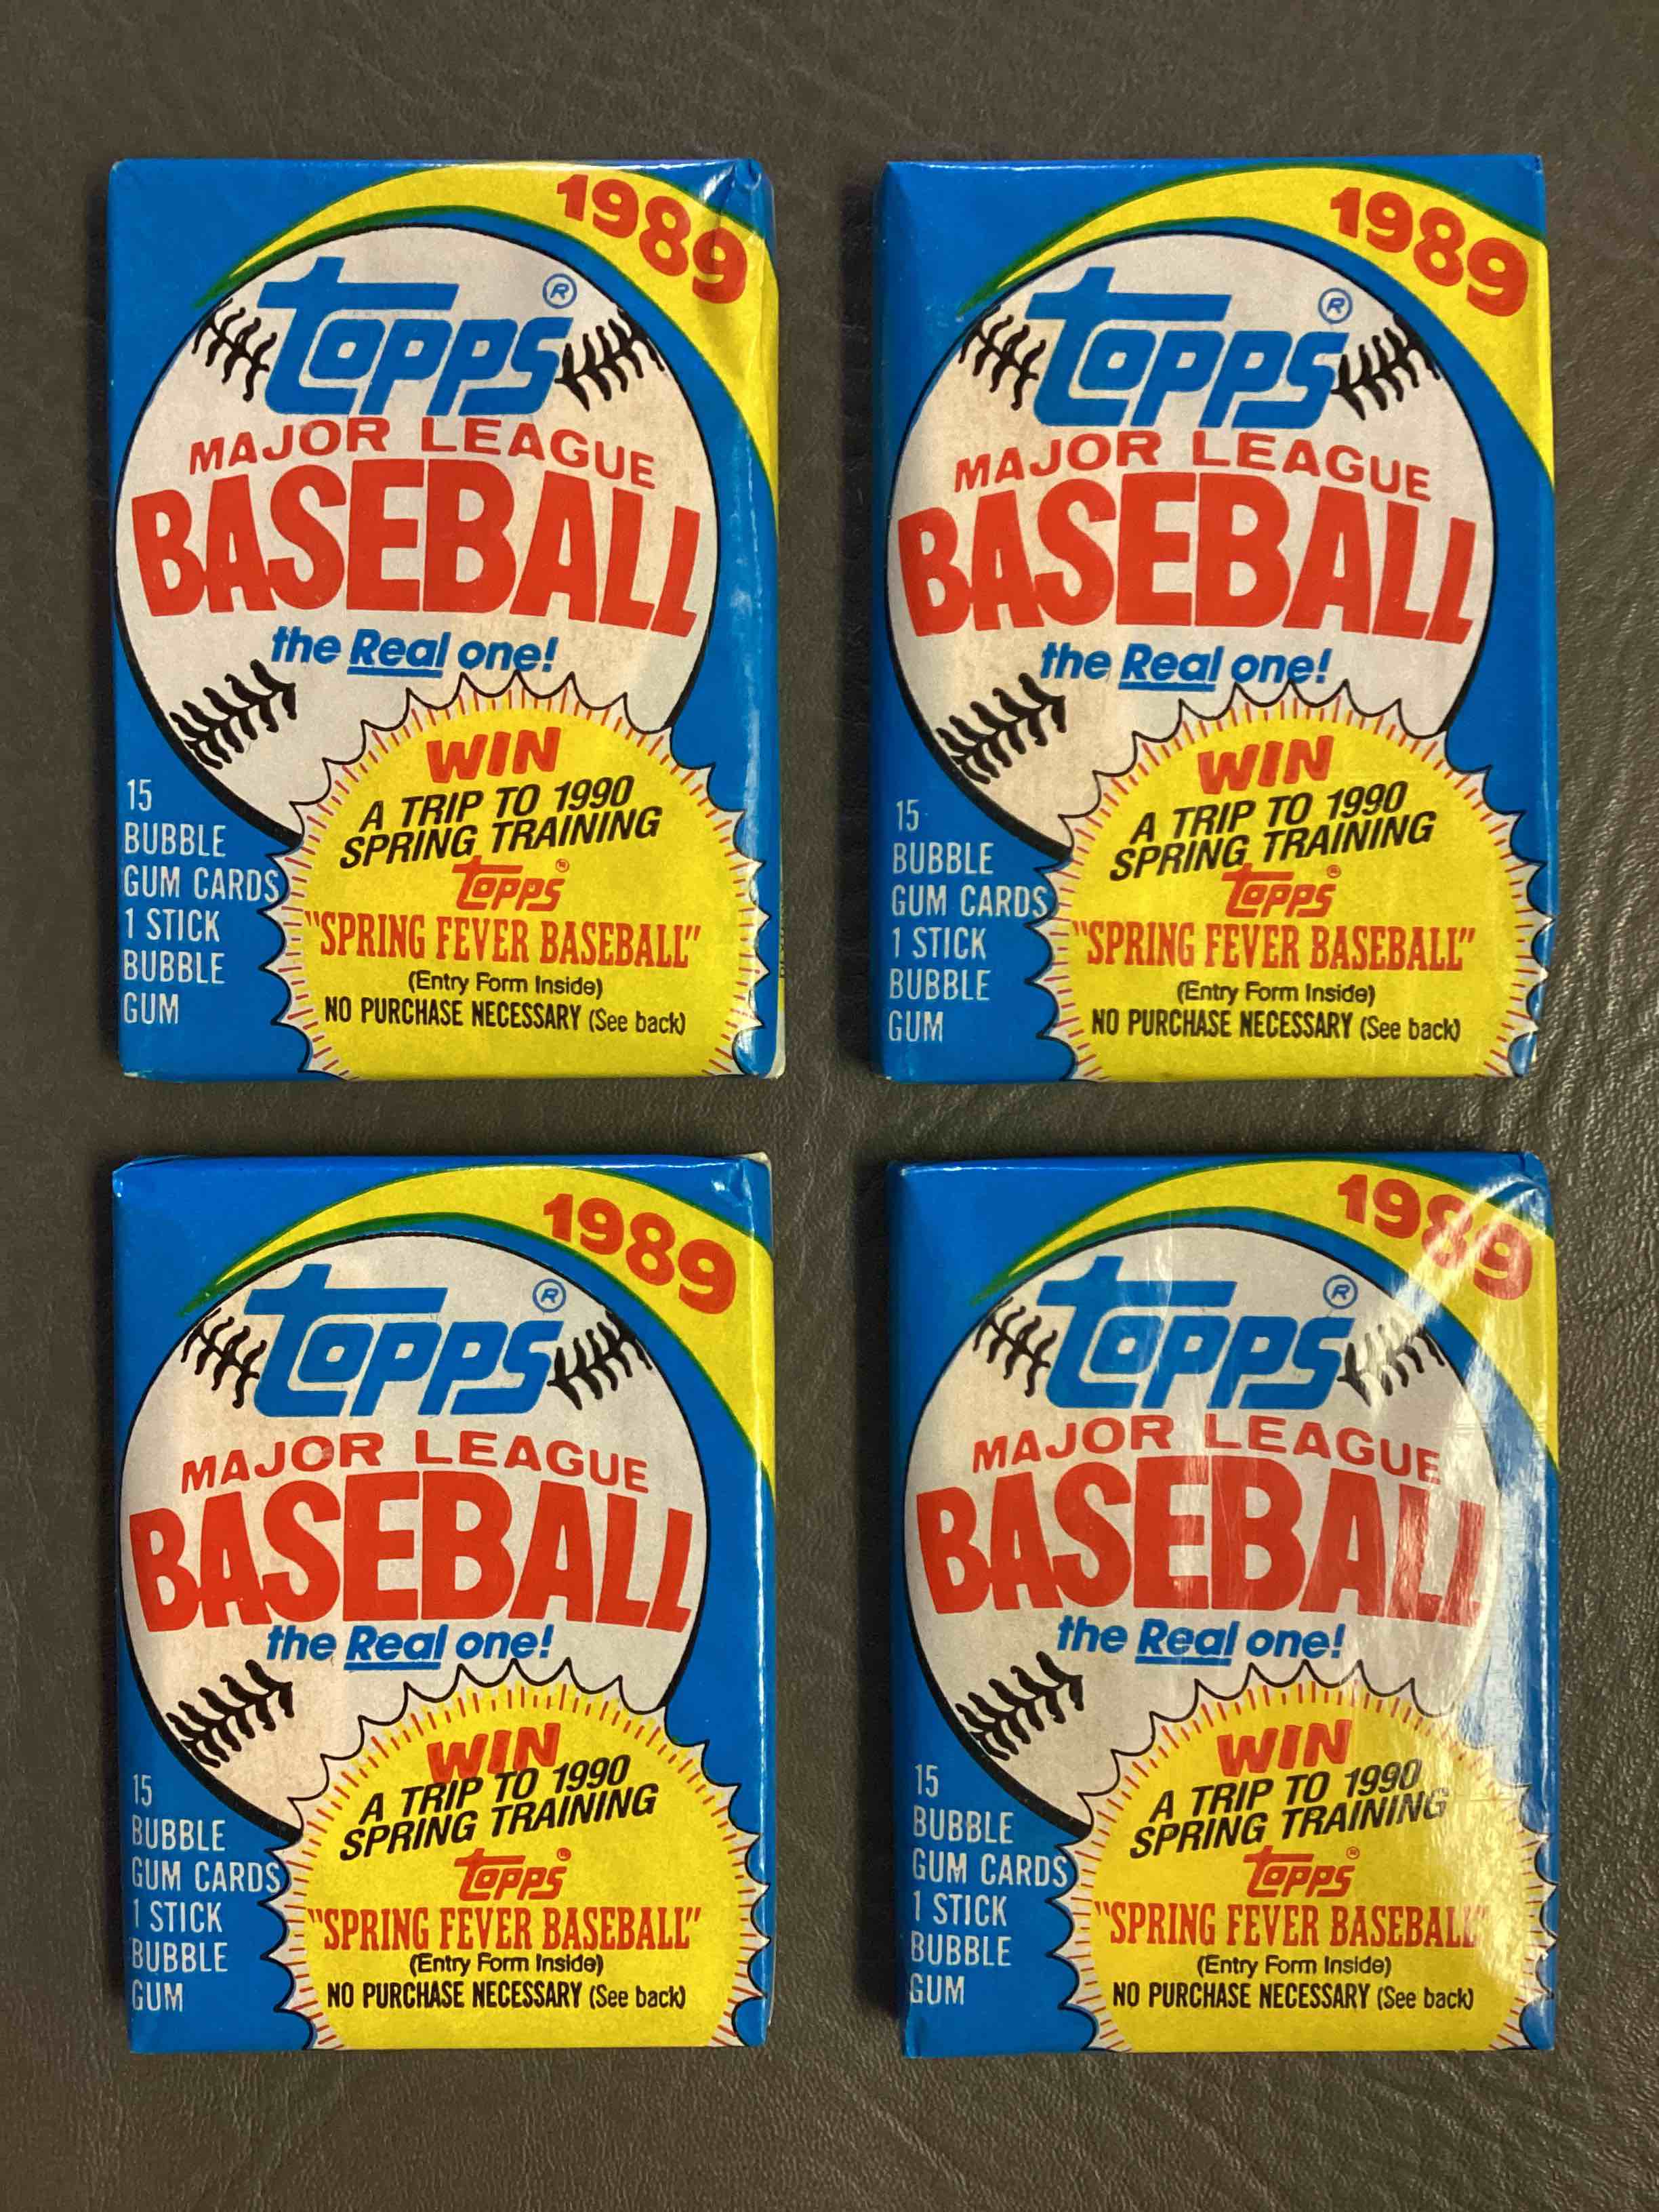 1989
Topps®
MAJOR LEAGUE
BASEBALL
the Real one!
WIN
A TRIP TO 1990
SPRING TRAINING
Topps®
"SPRING FEVER BASEBALL"
(Entry Form Inside)
NO PURCHASE NECESSARY (See back)
15
BUBBLE
GUM CARDS
1 STICK
BUBBLE
GUM
1989
Topps®
MAJOR LEAGUE
BASEBALL
the Real one!
WIN
A TRIP TO 1990
SPRING TRAINING
Topps®
"SPRING FEVER BASEBALL"
(Entry Form Inside)
NO PURCHASE NECESSARY (See back)
15
BUBBLE
GUM CARDS
1 STICK
BUBBLE
GUM
1989
Topps®
MAJOR LEAGUE
BASEBALL
the Real one!
WIN
A TRIP TO 1990
SPRING TRAINING
Topps®
"SPRING FEVER BASEBALL"
(Entry Form Inside)
NO PURCHASE NECESSARY (See back)
15
BUBBLE
GUM CARDS
1 STICK
BUBBLE
GUM
1989
Topps®
MAJOR LEAGUE
BASEBALL
the Real one!
WIN
A TRIP TO 1990
SPRING TRAINING
Topps®
"SPRING FEVER BASEBALL"
(Entry Form Inside)
NO PURCHASE NECESSARY (See back)
15
BUBBLE
GUM CARDS
1 STICK
BUBBLE
GUM